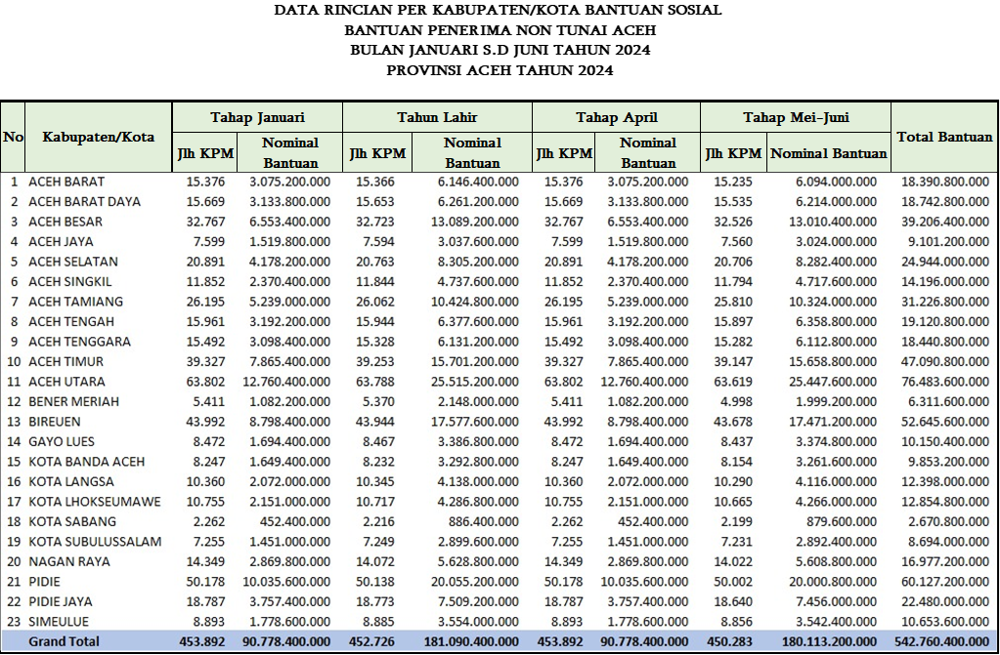 DATA RINCIAN PER KABUPATEN/KOTA BANTUAN SOSIAL
BANTUAN PENERIMA NON TUNAI ACEH
BULAN JANUARI S.D JUNI TAHUN 2024
PROVINSI ACEH TAHUN 2024
No Kabupaten/Kota Tahap Januari Tahun Lahir Tahap April Tahap Mei-Juni Total Bantuan
Jlh KPM Nominal Bantuan Jlh KPM Nominal Bantuan Jlh KPM Nominal Bantuan Jlh KPM Nominal Bantuan
1 ACEH BARAT 15.376 3.075.200.000 15.366 6.146.400.000 15.376 3.075.200.000 15.235 6.094.000.000 18.390.800.000
2 ACEH BARAT DAYA 15.669 3.133.800.000 15.653 6.261.200.000 15.669 3.133.800.000 15.535 6.214.000.000 18.742.800.000
3 ACEH BESAR 32.767 6.553.400.000 32.723 13.089.200.000 32.767 6.553.400.000 32.526 13.010.400.000 39.206.400.000
4 ACEH JAYA 7.599 1.519.800.000 7.594 3.037.600.000 7.599 1.519.800.000 7.560 3.024.000.000 9.101.200.000
5 ACEH SELATAN 20.891 4.178.200.000 20.763 8.305.200.000 20.891 4.178.200.000 20.706 8.282.400.000 24.944.000.000
6 ACEH SINGKIL 11.852 2.370.400.000 11.844 4.737.600.000 11.852 2.370.400.000 11.794 4.717.600.000 14.196.000.000
7 ACEH TAMIANG 26.195 5.239.000.000 26.062 10.424.800.000 26.195 5.239.000.000 25.810 10.324.000.000 31.226.800.000
8 ACEH TENGAH 15.961 3.192.200.000 15.944 6.377.600.000 15.961 3.192.200.000 15.897 6.358.800.000 19.120.800.000
9 ACEH TENGGARA 15.492 3.098.400.000 15.328 6.131.200.000 15.492 3.098.400.000 15.282 6.112.800.000 18.440.800.000
10 ACEH TIMUR 39.327 7.865.400.000 39.253 15.701.200.000 39.327 7.865.400.000 39.147 15.658.800.000 47.090.800.000
11 ACEH UTARA 63.802 12.760.400.000 63.788 25.515.200.000 63.802 12.760.400.000 63.619 25.447.600.000 76.483.600.000
12 BENER MERIAH 5.411 1.082.200.000 5.370 2.148.000.000 5.411 1.082.200.000 4.998 1.999.200.000 6.311.600.000
13 BIREUEN 43.992 8.798.400.000 43.944 17.577.600.000 43.992 8.798.400.000 43.678 17.471.200.000 52.645.600.000
14 GAYO LUES 8.472 1.694.400.000 8.467 3.386.800.000 8.472 1.694.400.000 8.437 3.374.800.000 10.150.400.000
15 KOTA BANDA ACEH 8.247 1.649.400.000 8.232 3.292.800.000 8.247 1.649.400.000 8.154 3.261.600.000 9.853.200.000
16 KOTA LANGSA 10.360 2.072.000.000 10.345 4.138.000.000 10.360 2.072.000.000 10.290 4.116.000.000 12.398.000.000
17 KOTA LHOKSEUMAWE 10.755 2.151.000.000 10.717 4.286.800.000 10.755 2.151.000.000 10.665 4.266.000.000 12.854.800.000
18 KOTA SABANG 2.262 452.400.000 2.216 886.400.000 2.262 452.400.000 2.199 879.600.000 2.670.800.000
19 KOTA SUBULUSSALAM 7.255 1.451.000.000 7.249 2.899.600.000 7.255 1.451.000.000 7.231 2.892.400.000 8.694.000.000
20 NAGAN RAYA 14.349 2.869.800.000 14.072 5.628.800.000 14.349 2.869.800.000 14.022 5.608.800.000 16.977.200.000
21 PIDIE 50.178 10.035.600.000 50.138 20.055.200.000 50.178 10.035.600.000 50.002 20.000.800.000 60.127.200.000
22 PIDIE JAYA 18.787 3.757.400.000 18.773 7.509.200.000 18.787 3.757.400.000 18.640 7.456.000.000 22.480.000.000
23 SIMEULUE 8.893 1.778.600.000 8.885 3.554.000.000 8.893 1.778.600.000 8.856 3.542.400.000 10.653.600.000
Grand Total 453.892 90.778.400.000 452.726 181.090.400.000 453.892 90.778.400.000 450.283 180.113.200.000 542.760.400.000